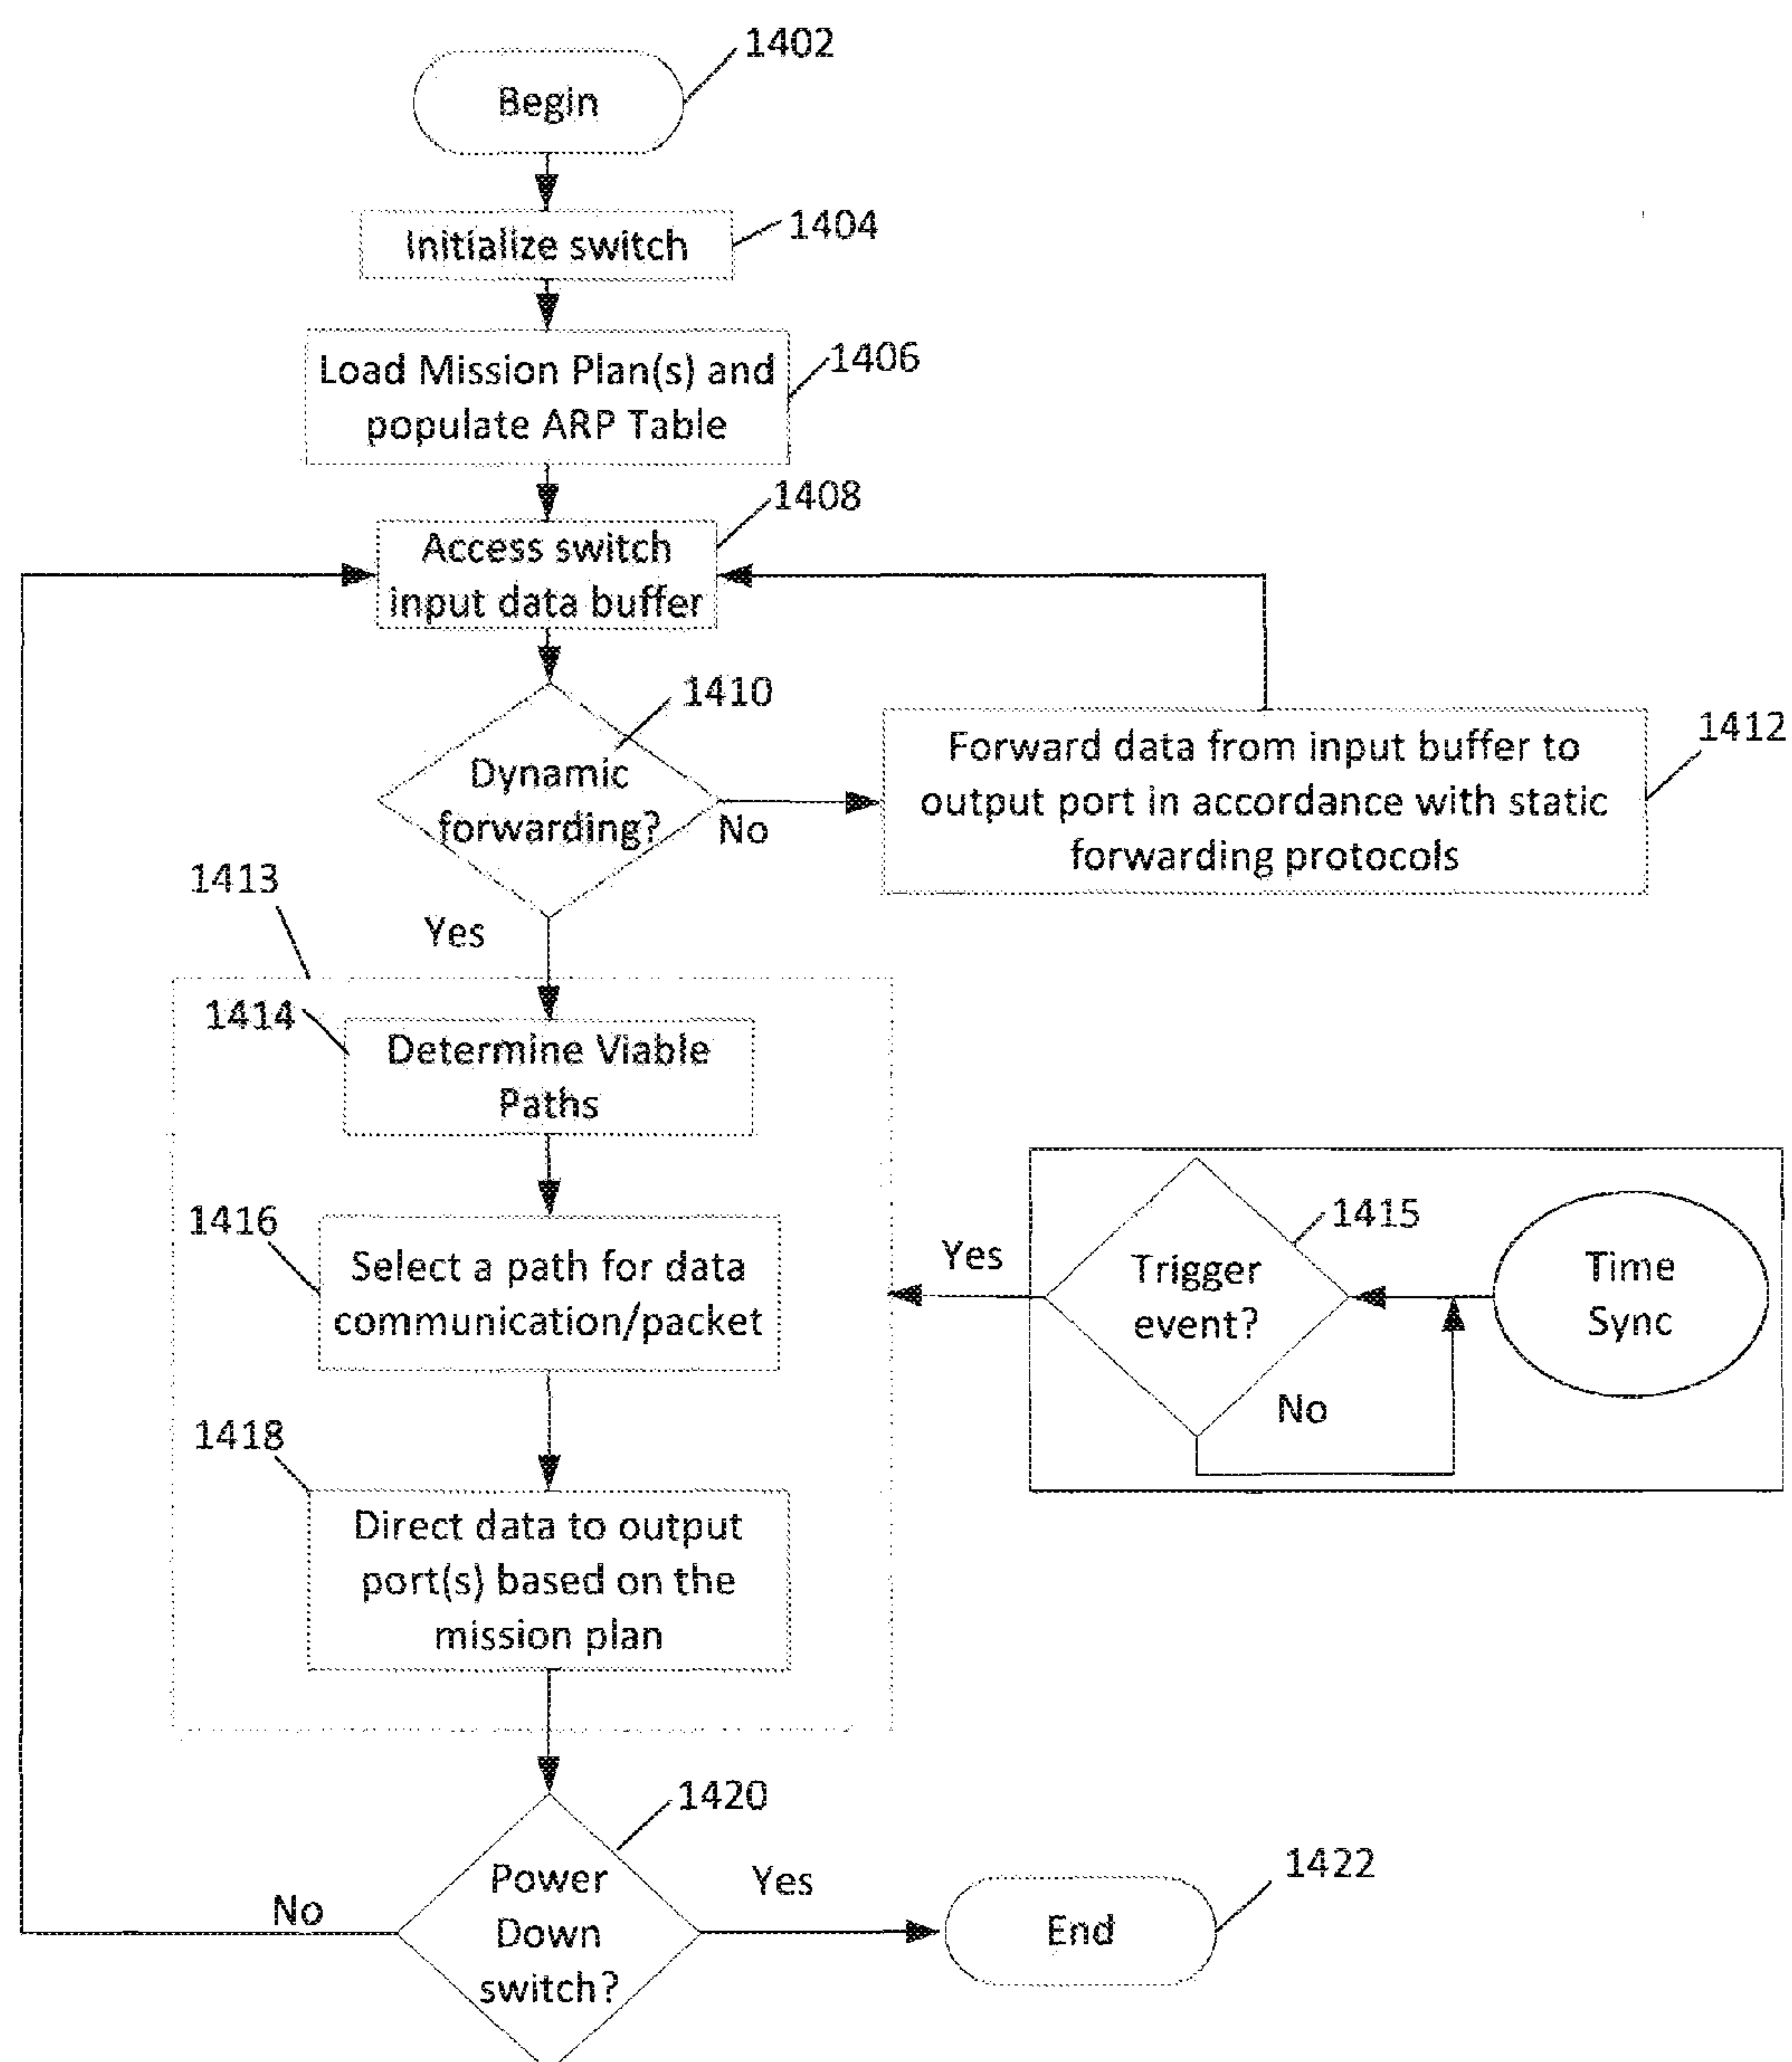 1402
Begin
1404
Initialize switch
1406
Load Mission Plan(s) and
populate ARP Table
1408
Access switch
input data buffer
1410
Dynamic
forwarding?
No
1412
Forward data from input buffer to
output port in accordance with static
forwarding protocols
1413
Yes
1414
Determine Viable
Paths
1416
Select a path for data
communication/packet
Yes
1415
Trigger
event?
No
Time
Sync
1418
Direct data to output
port(s) based on the
mission plan
1420
Power
Down
switch?
No
Yes
1422
End